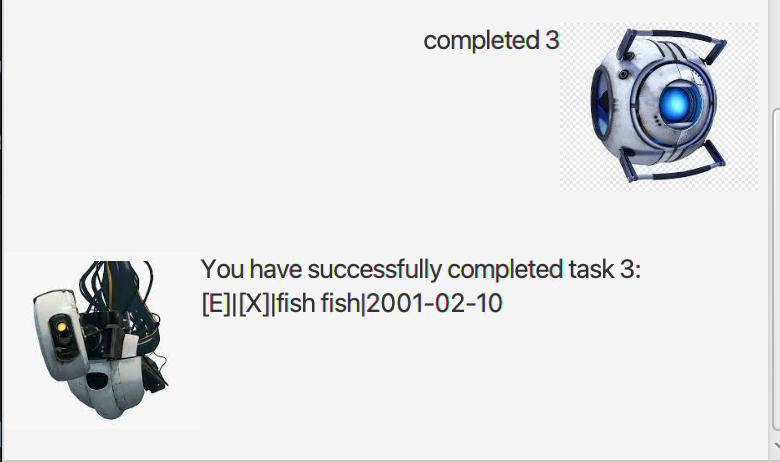 completed 3
You have successfully completed task 3:
[E]|[X]|fish fish|2001-02-10